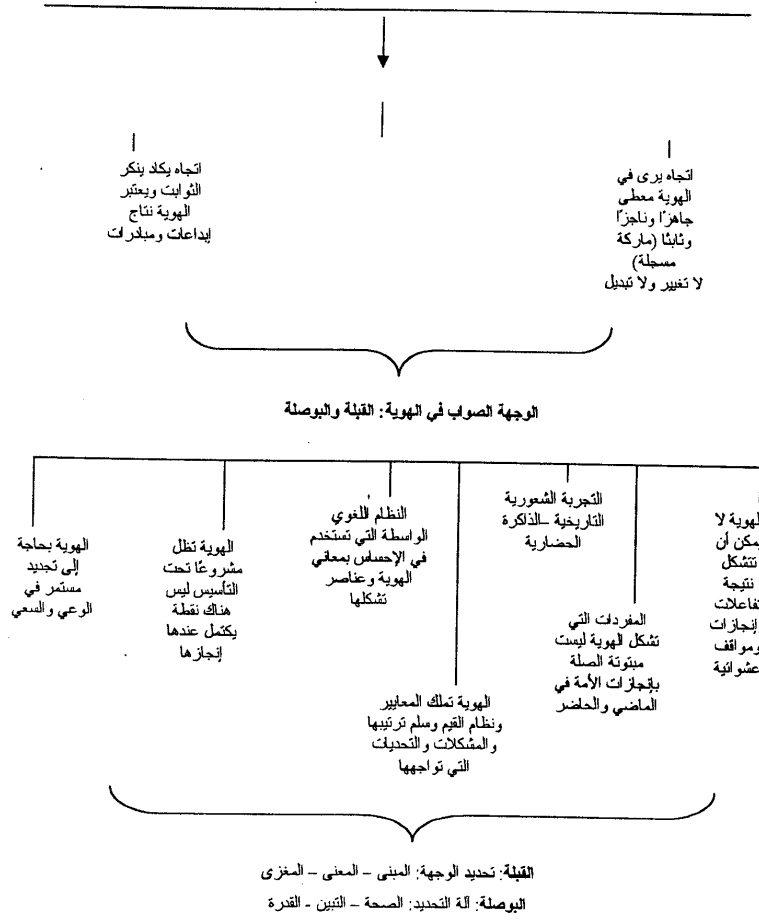 اتجاه يرى في
الهوية معطى
جاهزًا وناجزًا
وثابتًا (ماركة
مسجلة)
لا تغيير ولا تبديل
اتجاه يكاد ينكر
الثوابت ويعتبر
الهوية نتاج
إبداعات ومبادرات
الوجهة الصواب في الهوية: القبلة والبوصلة
لهوية لا
يمكن أن
تتشكل
نتيجة
تفاعلات
إنجازات
ومواقف
عشوائية
المفردات التي
تشكل الهوية ليست
مبتوتة الصلة
بإنجازات الأمة في
الماضي والحاضر
التجربة الشعورية
التاريخية –الذاكرة
الحضارية
الهوية تملك المعايير
ونظام القيم وسلم ترتيبها
والمشكلات والتحديات
التي تواجهها
النظام اللغوي
الواسطة التي تستخدم
في الإحساس بمعاني
الهوية وعناصر
تشكلها
الهوية تظل
مشروعًا تحت
التأسيس ليس
هناك نقطة
يكتمل عندها
إنجازها
الهوية بحاجة
إلى تجديد
مستمر في
الوعي والسعي
القبلة: تحديد الوجهة: المبنى – المعنى – المغزى
البوصلة: آلة التحديد: الصحة – التبين - القدرة